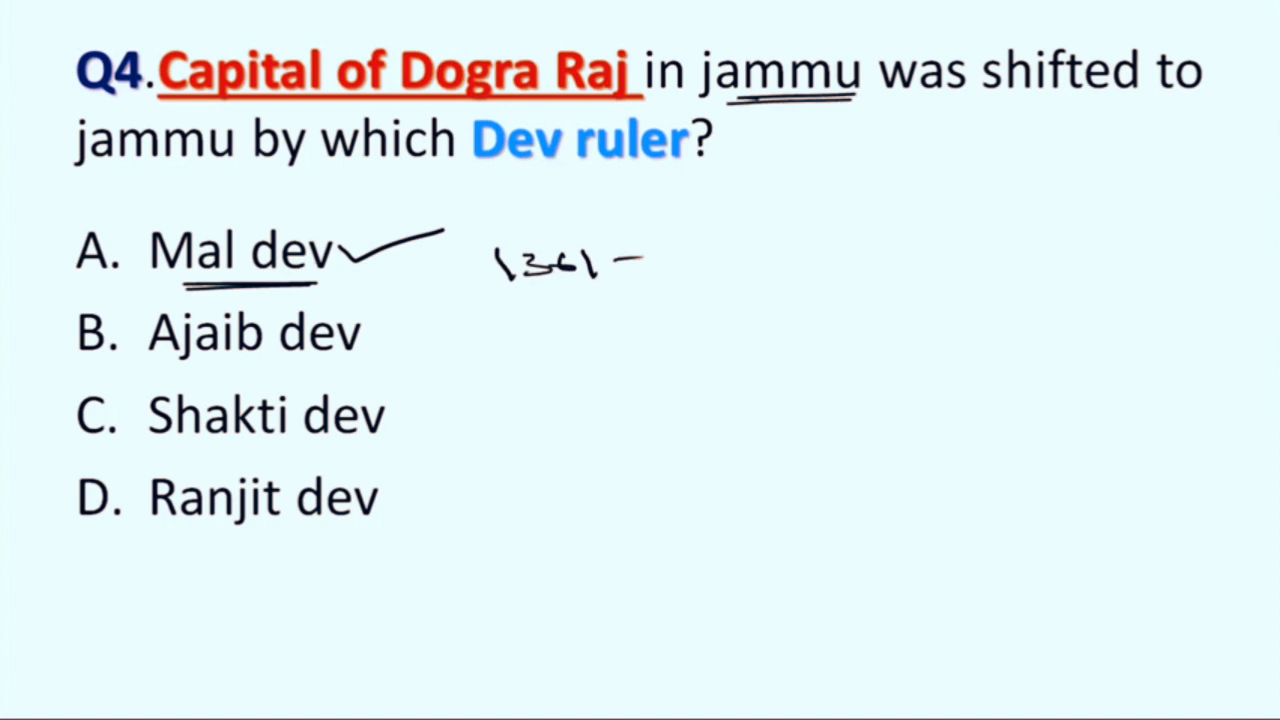 Q4.Capital of Dogra Raj in jammu was shifted to
jammu by which Dev ruler?
A. Mal dev
1361 -
B. Ajaib dev
C. Shakti dev
D. Ranjit dev